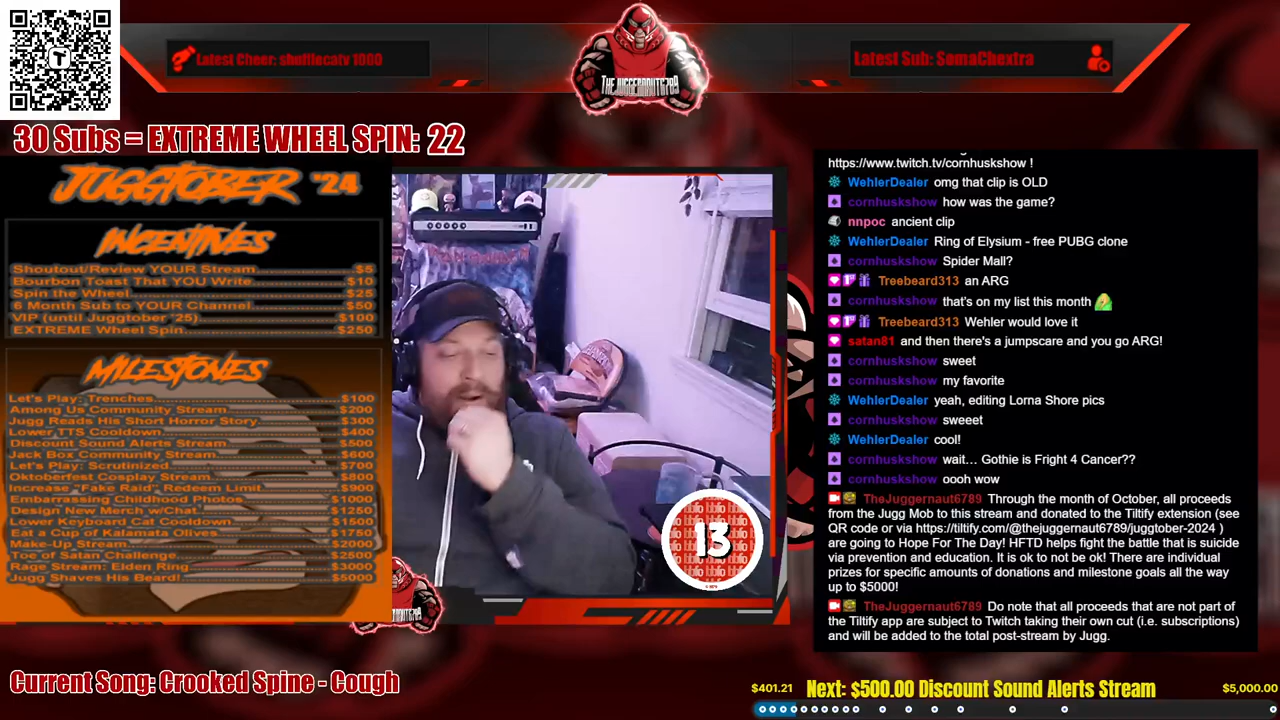 Latest Cheer: shufflecatv 1000
THEJUGGERNAUT6789
Latest Sub: SomaChextra
30 Subs = EXTREME WHEEL SPIN: 22
JUGGTOBER '24
INCENTIVES
Shoutout/Review YOUR Stream.....................$5
Bourbon Toast That YOU Write.....................$10
Spin the Wheel.....................$25
6 Month Sub to YOUR Channel.....................$50
VIP (until Juggtober '25).....................$100
EXTREME Wheel Spin.....................$250
MILESTONES
Let's Play: Trenches.....................$100
Among Us Community Stream.....................$200
Jugg Reads His Short Horror Story.....................$300
Lower TTS Cooldown.....................$400
Discount Sound Alerts Stream.....................$500
Jack Box Community Stream.....................$600
Let's Play: Scrutinized.....................$700
Oktoberfest Cosplay Stream.....................$800
Increase "Fake Raid" Redeem Limit.....................$900
Embarrassing Childhood Photos.....................$1000
Design New Merch w/Chat.....................$1250
Lower Keyboard Cat Cooldown.....................$1500
Eat a Cup of Kalamata Olives.....................$1750
Make-Up Stream.....................$2000
Toe of Satan Challenge.....................$2500
Rage Stream: Elden Ring.....................$3000
Jugg Shaves His Beard!.....................$5000
13
https://www.twitch.tv/cornhuskshow !
WehlerDealer omg that clip is OLD
cornhuskshow how was the game?
nnpoc ancient clip
WehlerDealer Ring of Elysium - free PUBG clone
cornhuskshow Spider Mall?
Treebeard313 an ARG
cornhuskshow that's on my list this month
Treebeard313 Wehler would love it
satan81 and then there's a jumpscare and you go ARG!
cornhuskshow sweet
cornhuskshow my favorite
WehlerDealer yeah, editing Lorna Shore pics
cornhuskshow sweeet
WehlerDealer cool!
cornhuskshow wait... Gothie is Fright 4 Cancer??
cornhuskshow oooh wow
TheJuggernaut6789 Through the month of October, all proceeds
from the Jugg Mob to this stream and donated to the Tiltify extension (see
QR code or via https://tiltify.com/@thejuggernaut6789/juggtober-2024 )
are going to Hope For The Day! HFTD helps fight the battle that is suicide
via prevention and education. It is ok to not be ok! There are individual
prizes for specific amounts of donations and milestone goals all the way
up to $5000!
TheJuggernaut6789 Do note that all proceeds that are not part of
the Tiltify app are subject to Twitch taking their own cut (i.e. subscriptions)
and will be added to the total post-stream by Jugg.
Current Song: Crooked Spine - Cough
$401.21
Next: $500.00 Discount Sound Alerts Stream
$5,000.00